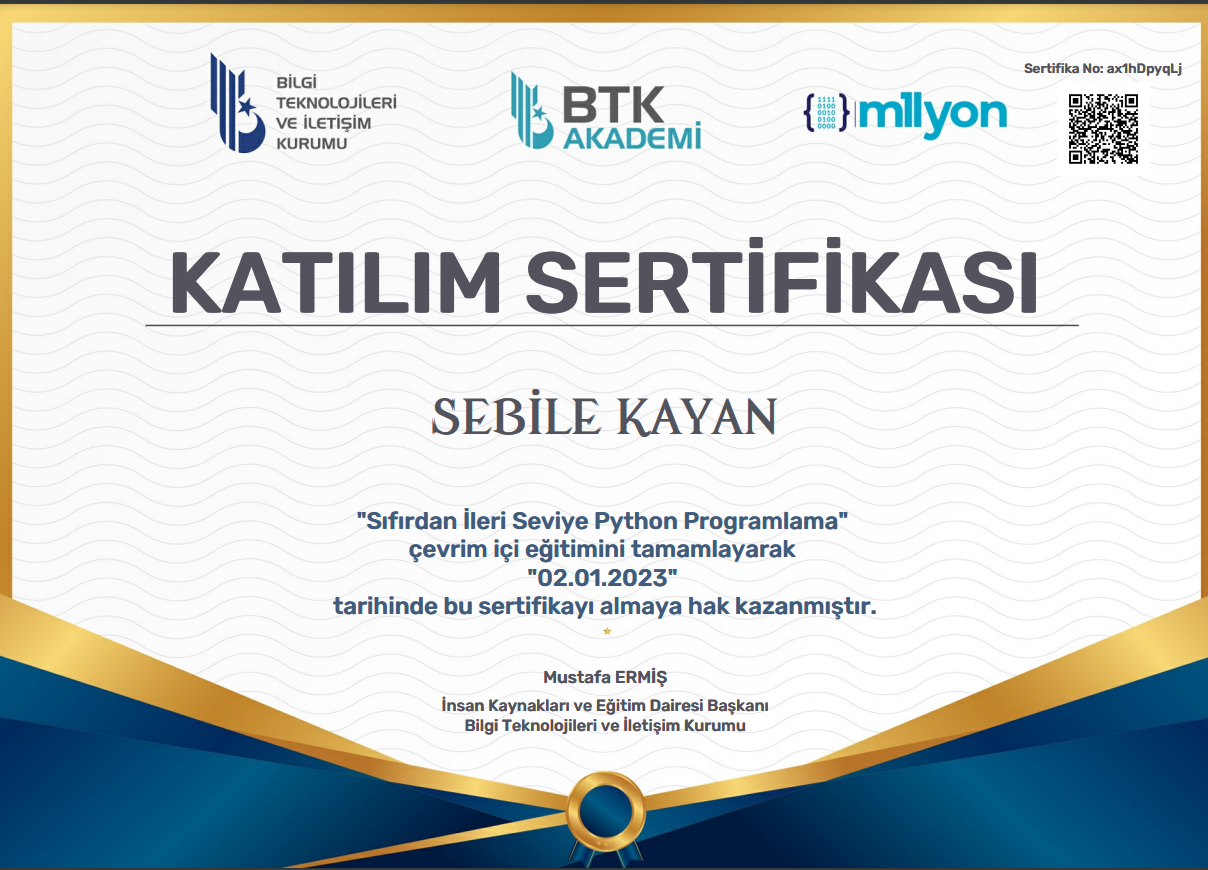 BİLGİ
TEKNOLOJİLERİ
VE İLETİŞİM
KURUMU
BTK
AKADEMİ
1111
0100
0010
0100
0000
m1lyon
Sertifika No: ax1hDpyqLj
KATILIM SERTİFİKASI
SEBİLE KAYAN
"Sıfırdan İleri Seviye Python Programlama"
çevrim içi eğitimini tamamlayarak
"02.01.2023"
tarihinde bu sertifikayı almaya hak kazanmıştır.
Mustafa ERMİŞ
İnsan Kaynakları ve Eğitim Dairesi Başkanı
Bilgi Teknolojileri ve İletişim Kurumu